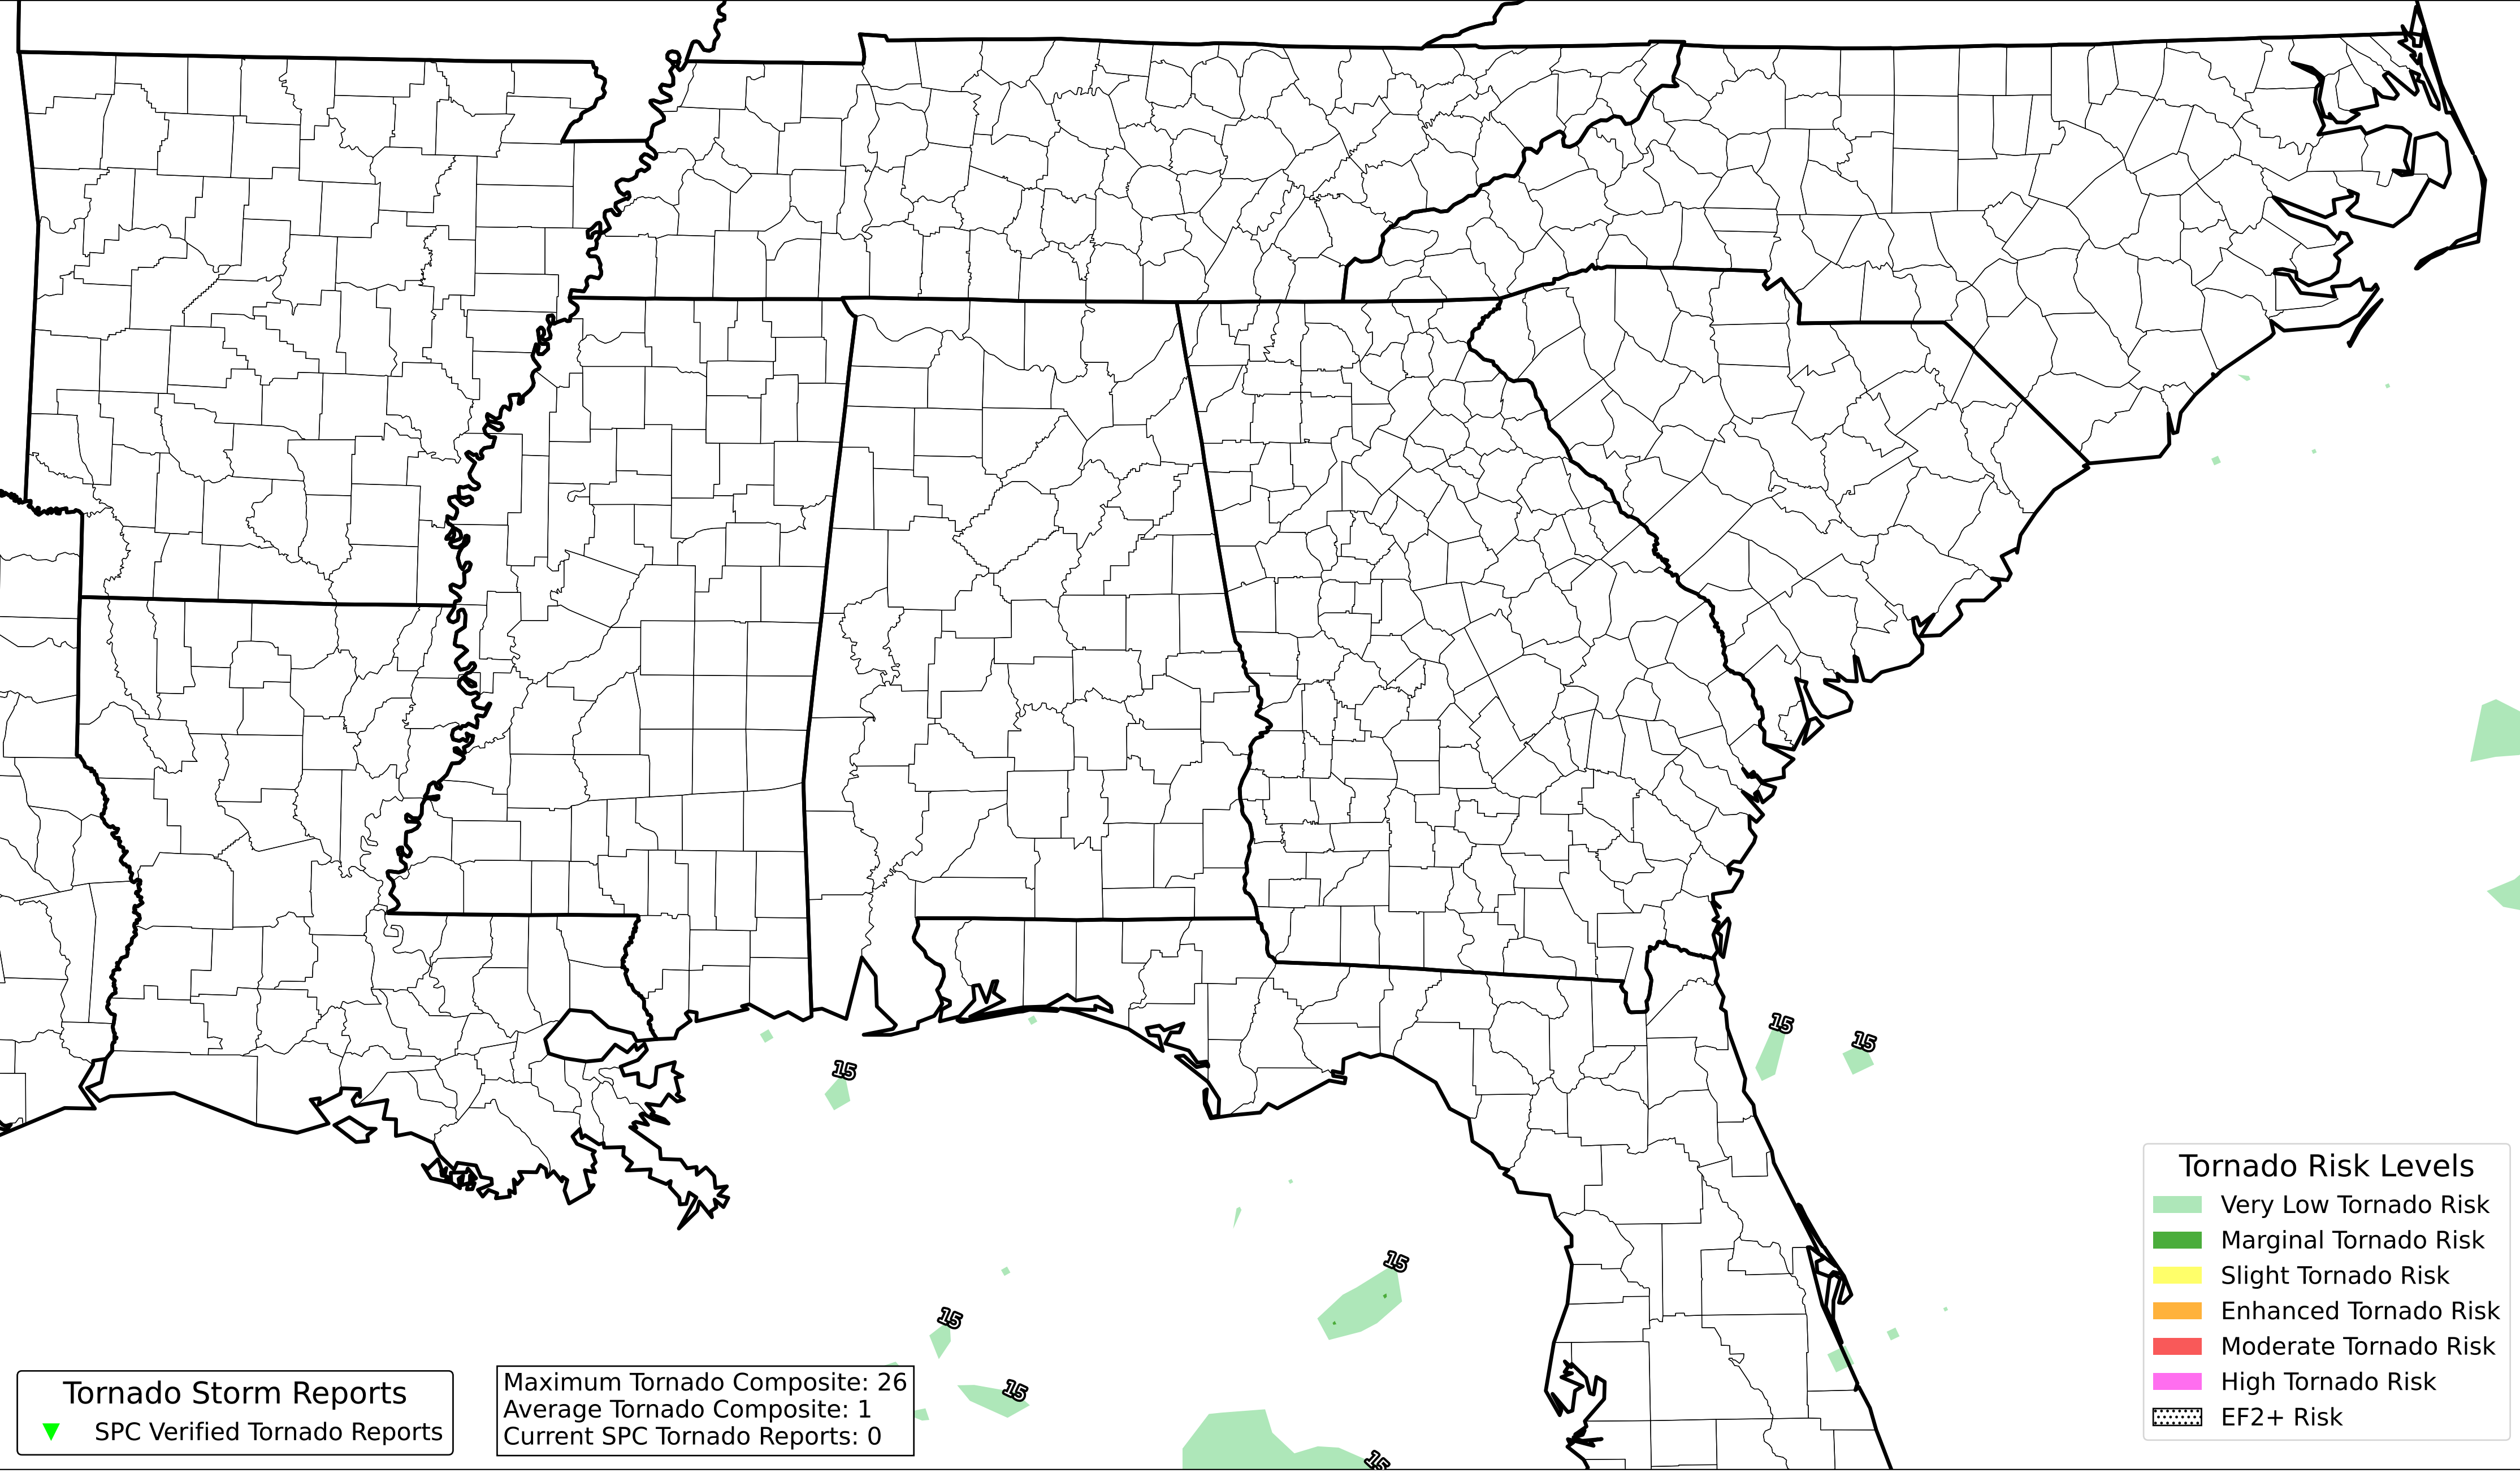 15
15
15
15
15
15
15
Tornado Risk Levels
Very Low Tornado Risk
Marginal Tornado Risk
Slight Tornado Risk
Enhanced Tornado Risk
Moderate Tornado Risk
High Tornado Risk
EF2+ Risk
Tornado Storm Reports
SPC Verified Tornado Reports
Maximum Tornado Composite: 26
Average Tornado Composite: 1
Current SPC Tornado Reports: 0